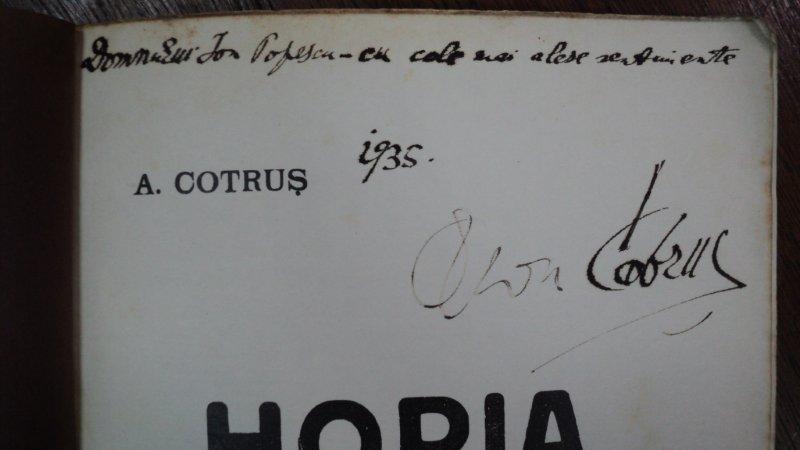 Domnului Ion Popescu - cu cele mai alese sentimente
1935.
A. COTRUȘ
Aron Cotruș
HORIA